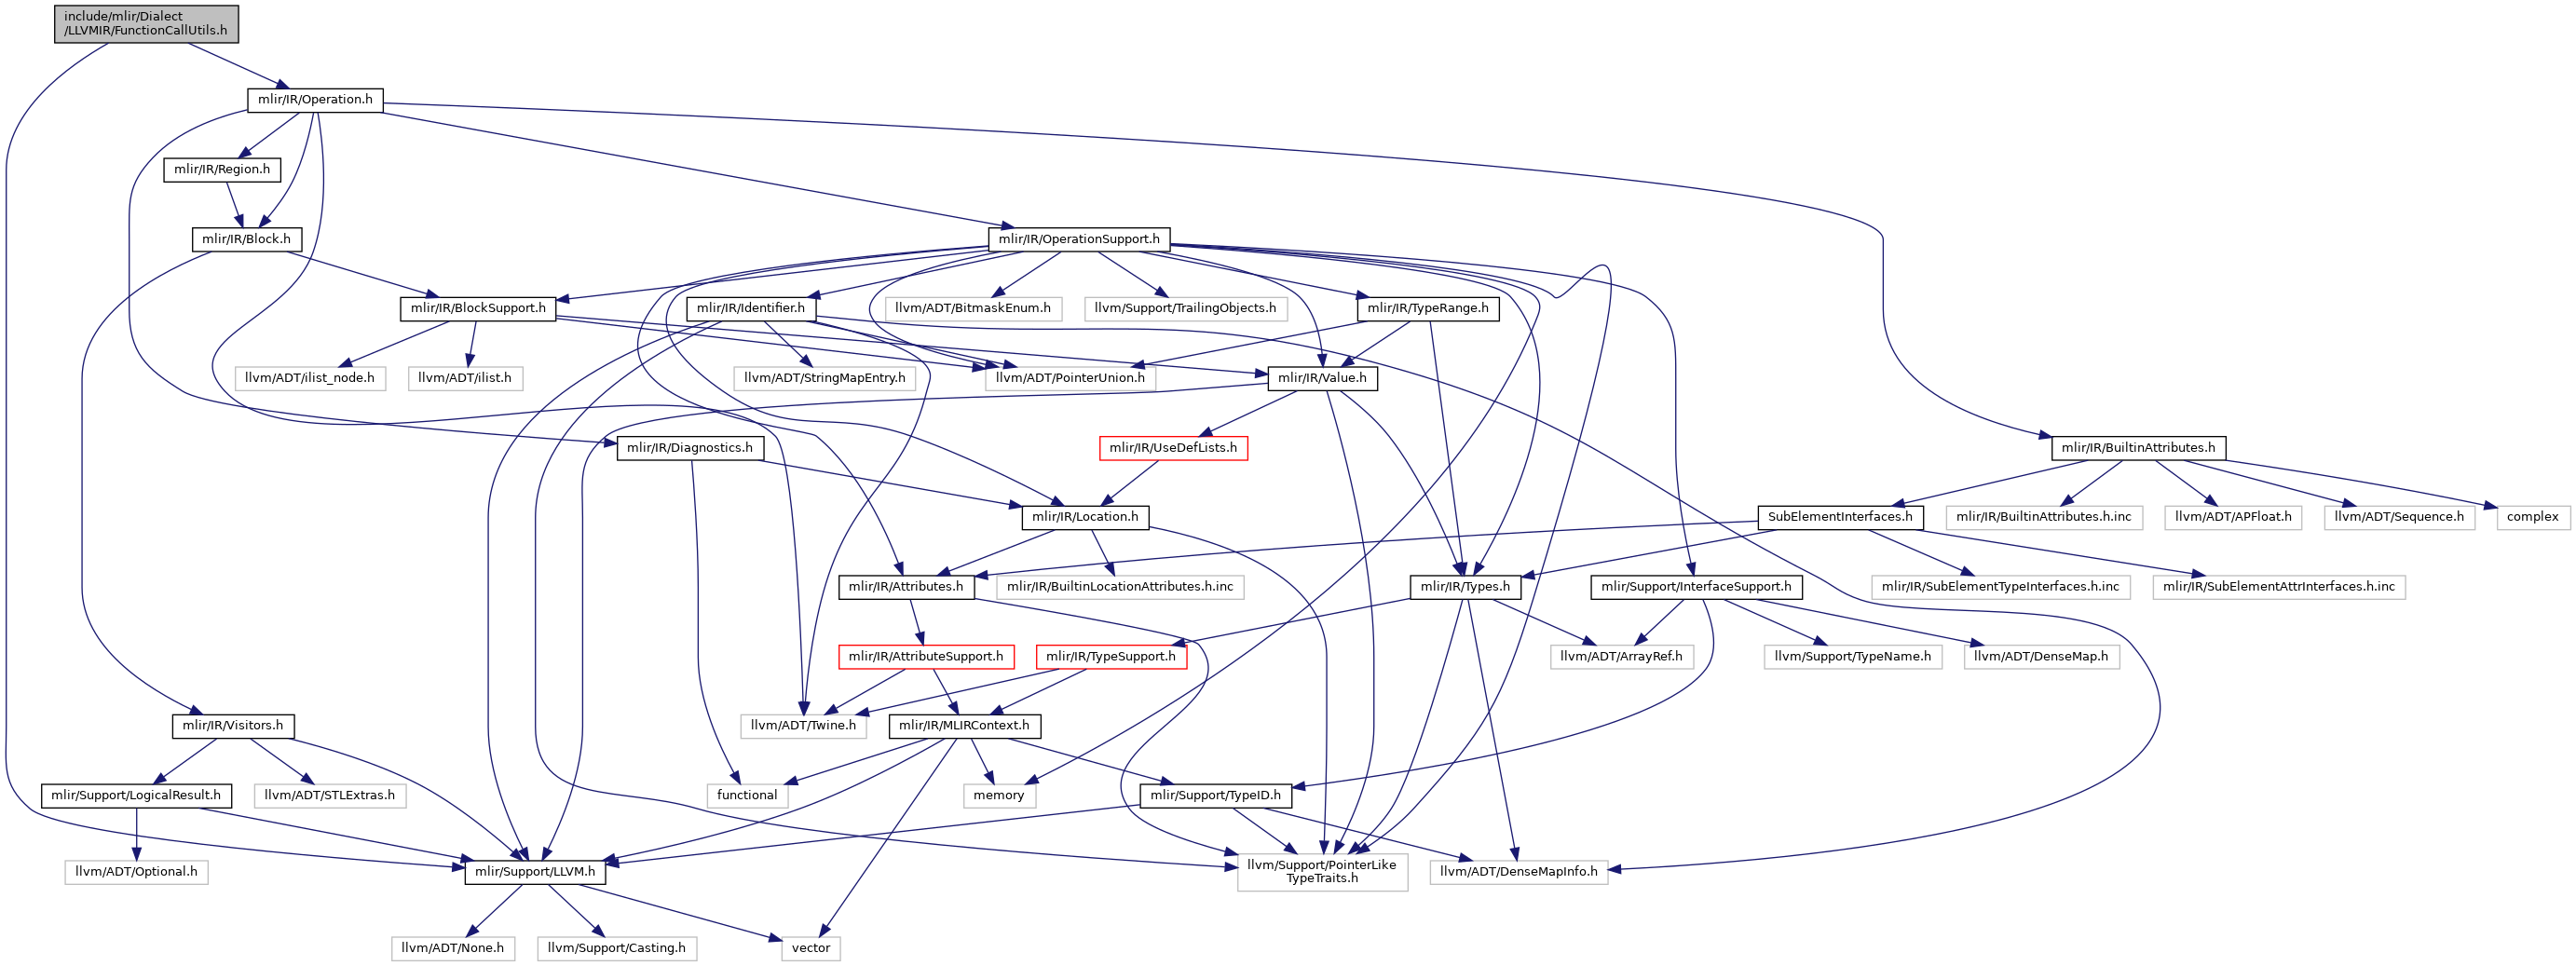 include/mlir/Dialect
/LLVMIR/FunctionCallUtils.h
mlir/IR/Operation.h
mlir/IR/Region.h
mlir/IR/Block.h
mlir/IR/OperationSupport.h
mlir/IR/BlockSupport.h
mlir/IR/Identifier.h
llvm/ADT/BitmaskEnum.h
llvm/Support/TrailingObjects.h
mlir/IR/TypeRange.h
llvm/ADT/ilist_node.h
llvm/ADT/ilist.h
llvm/ADT/StringMapEntry.h
llvm/ADT/PointerUnion.h
mlir/IR/Value.h
mlir/IR/Diagnostics.h
mlir/IR/UseDefLists.h
mlir/IR/BuiltinAttributes.h
mlir/IR/Location.h
SubElementInterfaces.h
mlir/IR/BuiltinAttributes.h.inc
llvm/ADT/APFloat.h
llvm/ADT/Sequence.h
complex
mlir/IR/Attributes.h
mlir/IR/BuiltinLocationAttributes.h.inc
mlir/IR/Types.h
mlir/Support/InterfaceSupport.h
mlir/IR/SubElementTypeInterfaces.h.inc
mlir/IR/SubElementAttrInterfaces.h.inc
mlir/IR/AttributeSupport.h
mlir/IR/TypeSupport.h
llvm/ADT/ArrayRef.h
llvm/Support/TypeName.h
llvm/ADT/DenseMap.h
mlir/IR/Visitors.h
llvm/ADT/Twine.h
mlir/IR/MLIRContext.h
mlir/Support/LogicalResult.h
llvm/ADT/STLExtras.h
functional
memory
mlir/Support/TypeID.h
llvm/ADT/Optional.h
mlir/Support/LLVM.h
llvm/Support/PointerLike
TypeTraits.h
llvm/ADT/DenseMapInfo.h
llvm/ADT/None.h
llvm/Support/Casting.h
vector